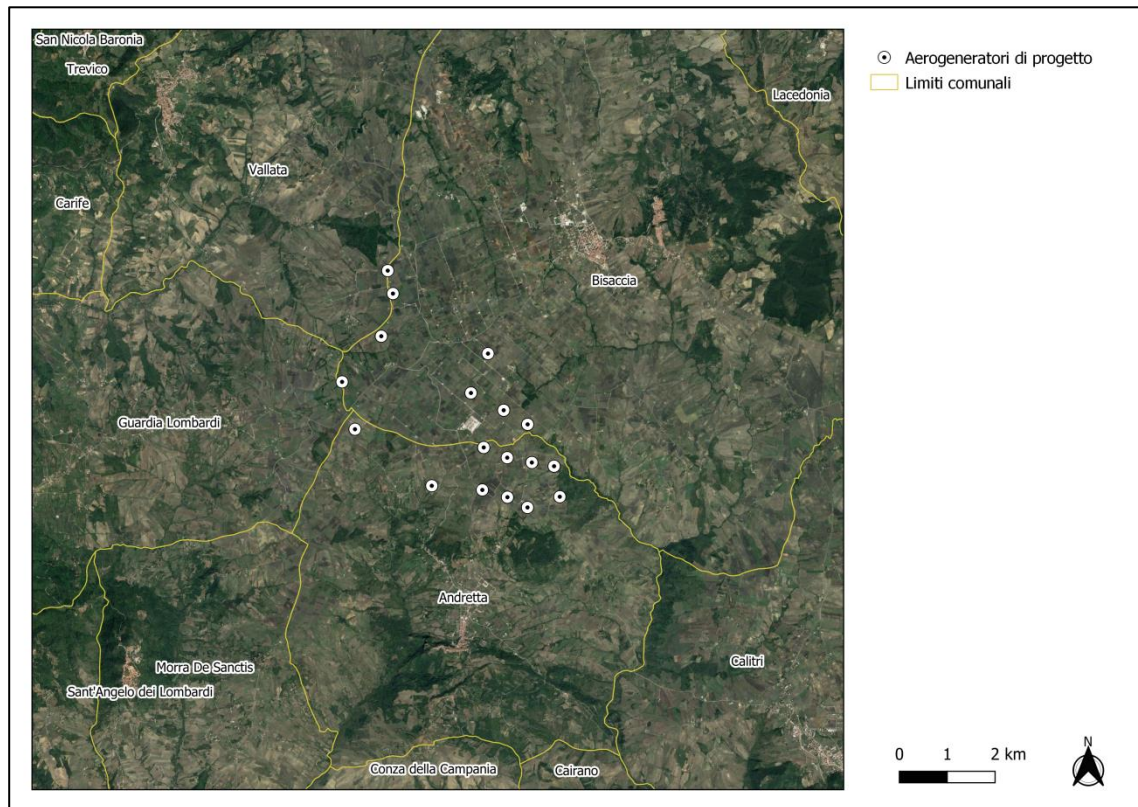 San Nicola Baronia
Trevico
Lacedonia
Vallata
Carife
Bisaccia
Guardia Lombardi
Andretta
Morra De Sanctis
Calitri
Sant'Angelo dei Lombardi
Conza della Campania
Cairano
Aerogeneratori di progetto
Limiti comunali
0 1 2 km
N